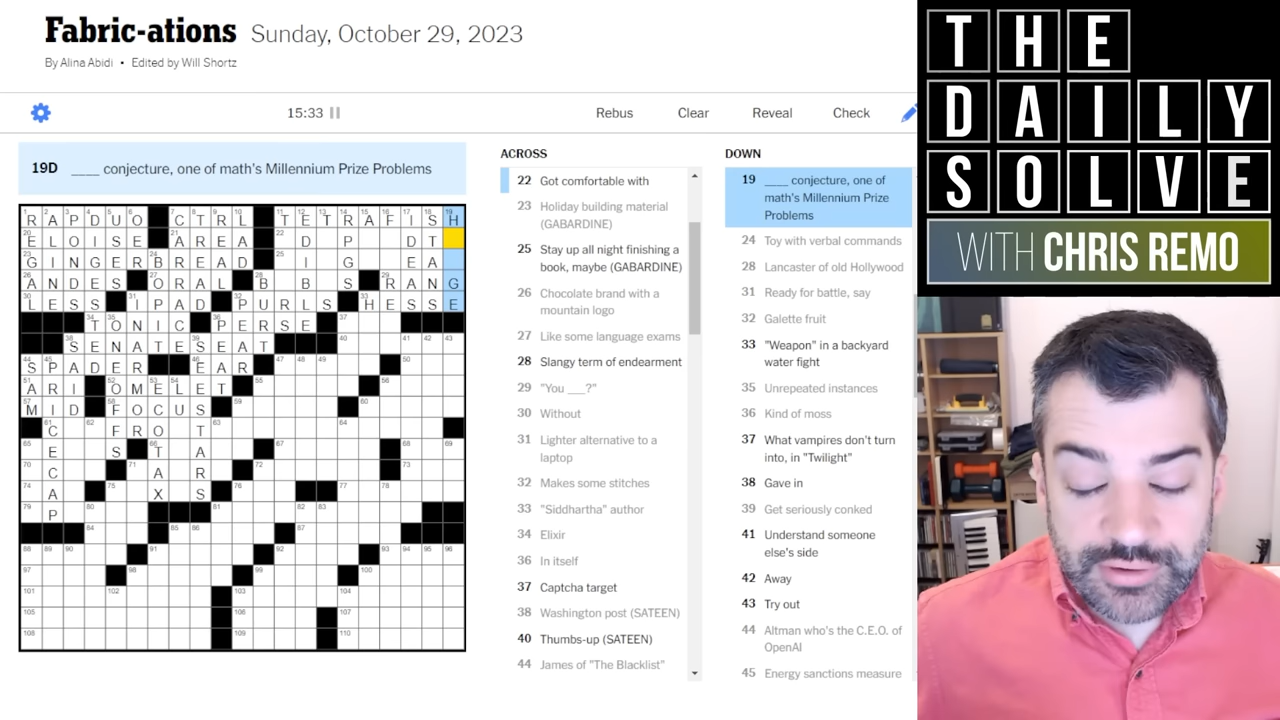 Fabric-ations Sunday, October 29, 2023
By Alina Abidi • Edited by Will Shortz
15:33
Rebus
Clear
Reveal
Check
19D ____ conjecture, one of math's Millennium Prize Problems
R A P D U O C T R L T E T R A F I S H
E L O I S E A R E A D P D T
G I N G E R B R E A D I G E A
A N D E S O R A L B B S R A N G
L E S S I P A D P U R L S H E S S E
T O N I C P E R S E
S E N A T E S E A T
S P A D E R E A R
A R I O M E L E T
M I D F O C U S
C F R O T
E S T A
C A R
A X S
P
ACROSS
22 Got comfortable with
23 Holiday building material
(GABARDINE)
25 Stay up all night finishing a
book, maybe (GABARDINE)
26 Chocolate brand with a
mountain logo
27 Like some language exams
28 Slangy term of endearment
29 "You ___?"
30 Without
31 Lighter alternative to a
laptop
32 Makes some stitches
33 "Siddhartha" author
34 Elixir
36 In itself
37 Captcha target
38 Washington post (SATEEN)
40 Thumbs-up (SATEEN)
44 James of "The Blacklist"
DOWN
19 ____ conjecture, one of
math's Millennium Prize
Problems
24 Toy with verbal commands
28 Lancaster of old Hollywood
31 Ready for battle, say
32 Galette fruit
33 "Weapon" in a backyard
water fight
35 Unrepeated instances
36 Kind of moss
37 What vampires don't turn
into, in "Twilight"
38 Gave in
39 Get seriously conked
41 Understand someone
else's side
42 Away
43 Try out
44 Altman who's the C.E.O. of
OpenAI
45 Energy sanctions measure
THE
DAILY
SOLVE
WITH CHRIS REMO